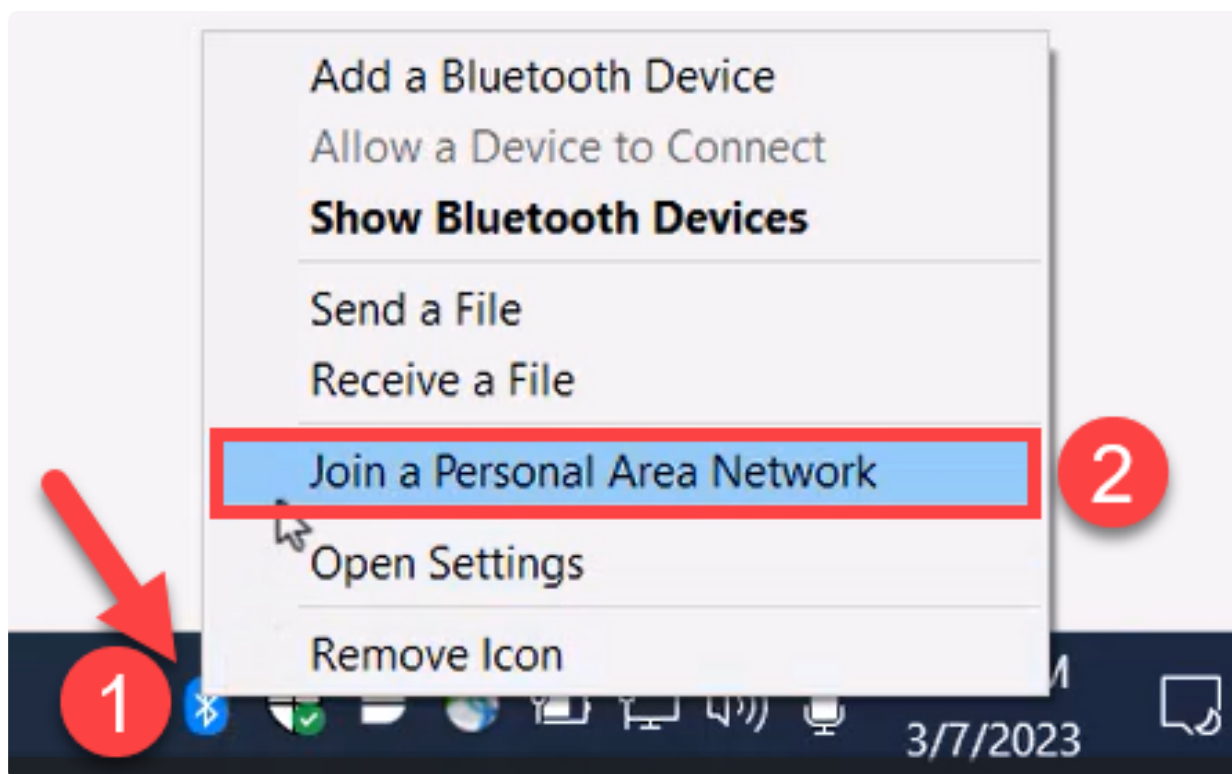 Add a Bluetooth Device
Allow a Device to Connect
Show Bluetooth Devices
Send a File
Receive a File
Join a Personal Area Network
2
Open Settings
Remove Icon
1
3/7/2023